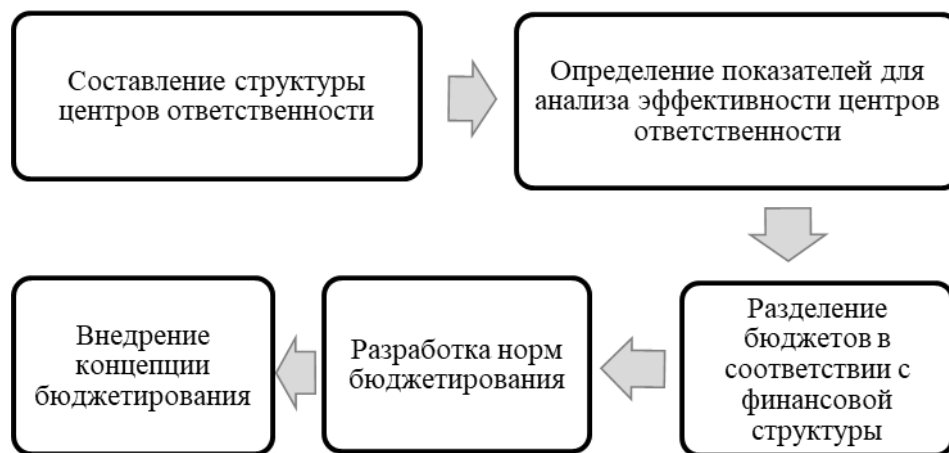 Составление структуры
центров ответственности
Определение показателей для
анализа эффективности центров
ответственности
Разделение
бюджетов в
соответствии с
финансовой
структуры
Разработка норм
бюджетирования
Внедрение
концепции
бюджетирования